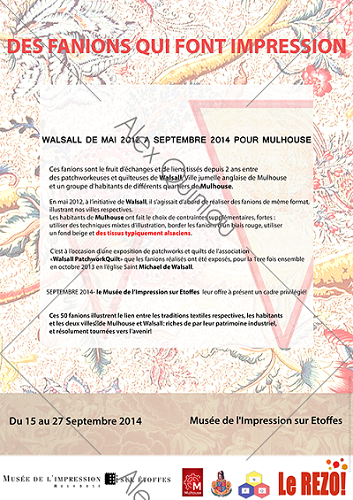 DES FANIONS QUI FONT IMPRESSION
WALSALL DE MAI 2012 A SEPTEMBRE 2014 POUR MULHOUSE
Ces fanions sont le fruit d'échanges et de liens tissés depuis 2 ans entre
des patchworkeuses et quilteuses de Walsall, Ville jumelle anglaise de Mulhouse
et un groupe d'habitants de différents quartiers de Mulhouse.
En mai 2012, à l'initiative de Walsall, il s'agissait d'abord de réaliser des fanions de même format,
illustrant nos villes respectives.
Les habitants de Mulhouse ont fait le choix de contraintes supplémentaires, fortes :
utiliser des techniques mixtes d'illustration, border les fanions d'un biais rouge, utiliser
un fond beige et des tissus typiquement alsaciens.
C'est à l'occasion d'une exposition de patchworks et quilts de l'association
«Walsall PatchworkQuilt» que les fanions réalisés ont été exposés, pour la 1ere fois ensemble
en octobre 2013 en l'église Saint Michael de Walsall.
SEPTEMBRE 2014- le Musée de l'Impression sur Etoffes leur offre à présent ce cadre privilégié!
Ces 50 fanions illustrent le lien entre les traditions textiles respectives, les habitants
et les deux villes de Mulhouse et Walsall: riches de par leur patrimoine industriel,
et résolument tournées vers l'avenir!
Du 15 au 27 Septembre 2014
Musée de l'Impression sur Etoffes
MUSÉE DE L'IMPRESSION SUR ÉTOFFES
Mulhouse
M
Mulhouse
Le REZO!